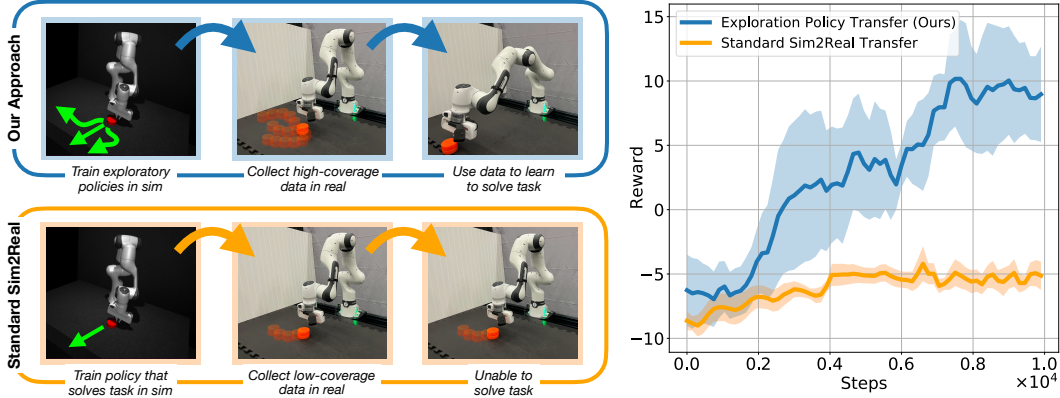 Our Approach
Train exploratory
policies in sim
Collect high-coverage
data in real
Use data to learn
to solve task
Standard Sim2Real
Train policy that
solves task in sim
Collect low-coverage
data in real
Unable to
solve task
Exploration Policy Transfer (Ours)
Standard Sim2Real Transfer
Reward
15
10
5
0
−5
−10
0.0
0.2
0.4
0.6
0.8
1.0
×10⁴
Steps